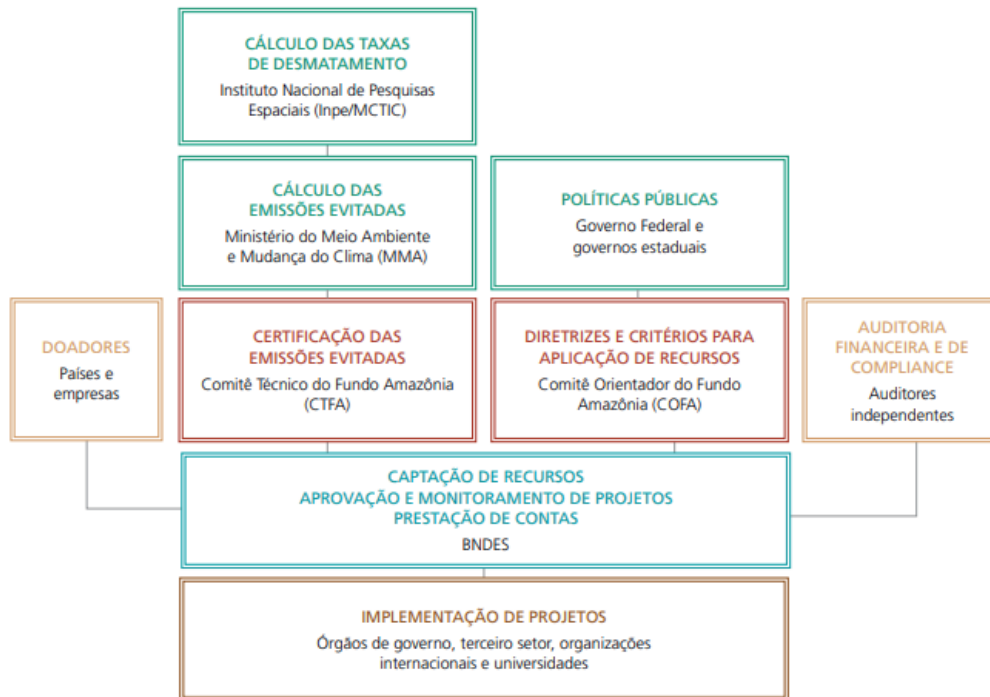 CÁLCULO DAS TAXAS
DE DESMATAMENTO
Instituto Nacional de Pesquisas
Espaciais (Inpe/MCTIC)
CÁLCULO DAS
EMISSÕES EVITADAS
Ministério do Meio Ambiente
e Mudança do Clima (MMA)
POLÍTICAS PÚBLICAS
Governo Federal e
governos estaduais
DOADORES
Países e
empresas
CERTIFICAÇÃO DAS
EMISSÕES EVITADAS
Comitê Técnico do Fundo Amazônia
(CTFA)
DIRETRIZES E CRITÉRIOS PARA
APLICAÇÃO DE RECURSOS
Comitê Orientador do Fundo
Amazônia (COFA)
AUDITORIA
FINANCEIRA E DE
COMPLIANCE
Auditores
independentes
CAPTAÇÃO DE RECURSOS
APROVAÇÃO E MONITORAMENTO DE PROJETOS
PRESTAÇÃO DE CONTAS
BNDES
IMPLEMENTAÇÃO DE PROJETOS
Órgãos de governo, terceiro setor, organizações
internacionais e universidades